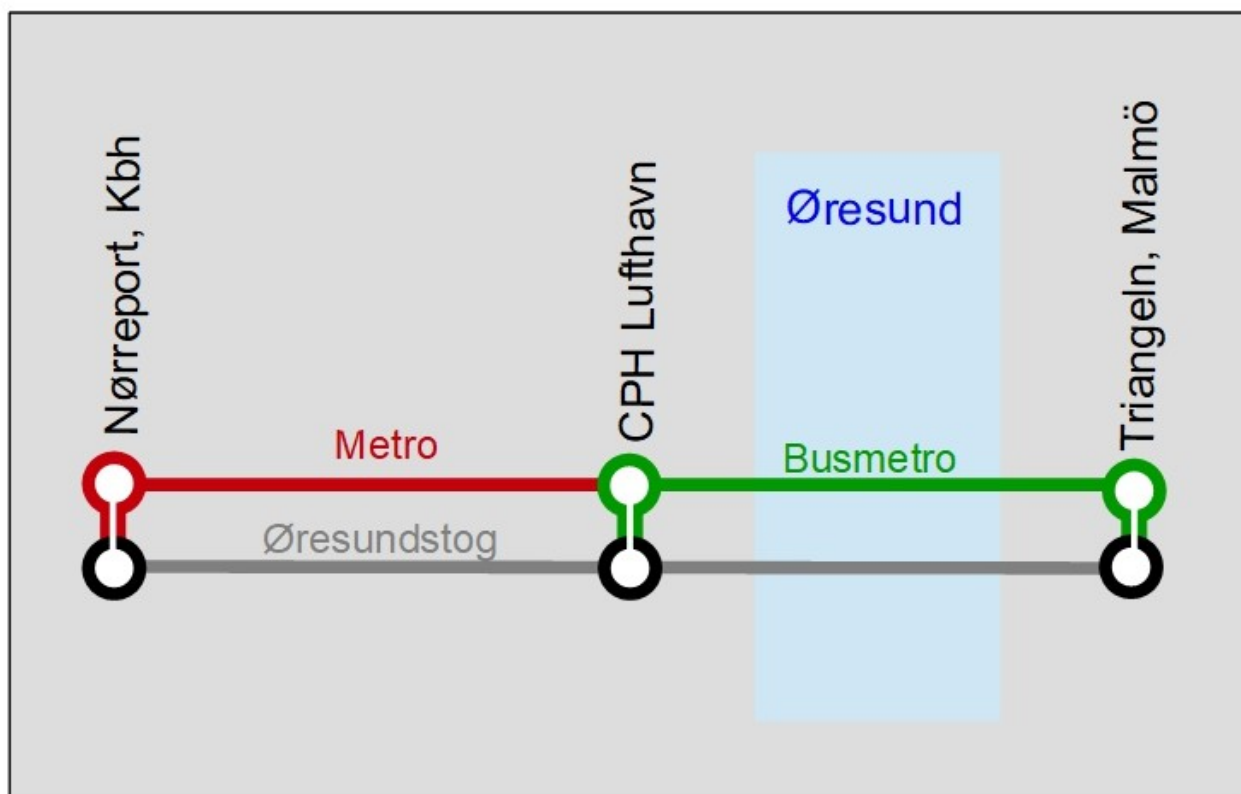 Nørreport, Kbh
CPH Lufthavn
Triangeln, Malmö
Øresund
Metro
Busmetro
Øresundstog